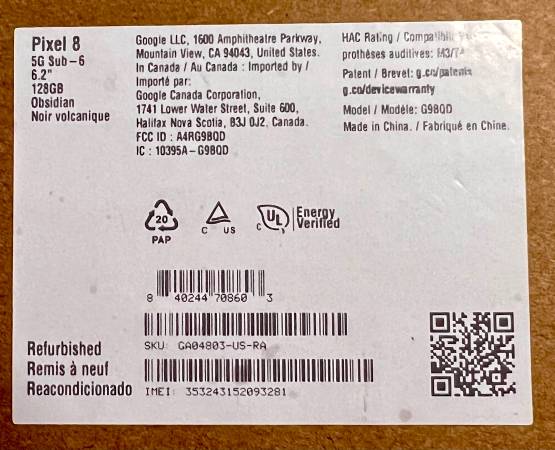 Pixel 8
5G Sub-6
6.2"
128GB
Obsidian
Noir volcanique
Google LLC, 1600 Amphitheatre Parkway,
Mountain View, CA 94043, United States.
In Canada / Au Canada : Imported by /
Importé par:
Google Canada Corporation,
1741 Lower Water Street, Suite 600,
Halifax Nova Scotia, B3J 0J2, Canada.
FCC ID : A4RG9BQD
IC : 10395A-G9BQD
HAC Rating /
prothèses auditives: M3/
Patent / Brevet: g.co/patents
g.co/devicewarranty
Model / Modèle: G9BQD
Made in China. / Fabriqué en Chine.
20
PAP
C US
C UL Energy
Verified
8 40244 70860 3
SKU: GA04803-US-RA
IMEI: 353243152093281
Refurbished
Remis à neuf
Reacondicionado